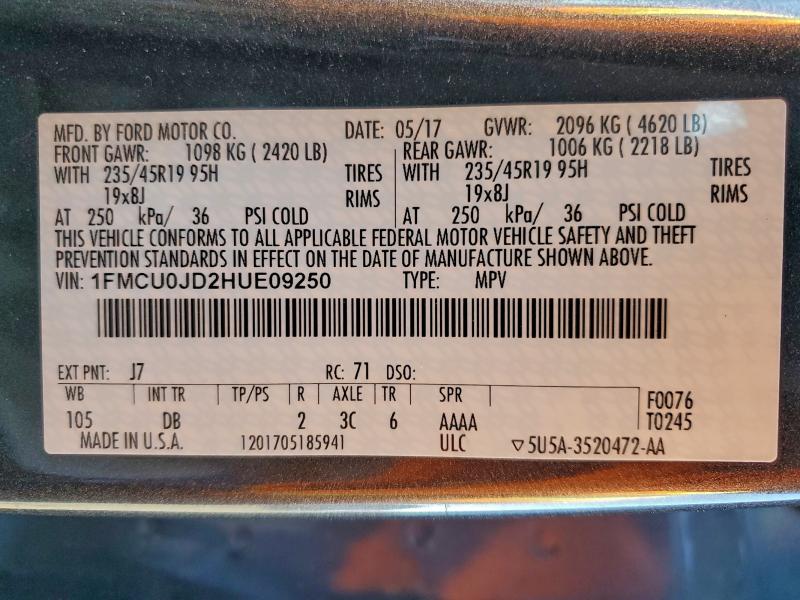 MFD. BY FORD MOTOR CO. DATE: 05/17 GVWR: 2096 KG ( 4620 LB)
FRONT GAWR: 1098 KG ( 2420 LB) REAR GAWR: 1006 KG ( 2218 LB)
WITH 235/45R19 95H TIRES WITH 235/45R19 95H TIRES
19x8J RIMS 19x8J RIMS
AT 250 kPa/ 36 PSI COLD AT 250 kPa/ 36 PSI COLD
THIS VEHICLE CONFORMS TO ALL APPLICABLE FEDERAL MOTOR VEHICLE SAFETY AND THEFT
PREVENTION STANDARDS IN EFFECT ON THE DATE OF MANUFACTURE SHOWN ABOVE.
VIN: 1FMCU0JD2HUE09250 TYPE: MPV
EXT PNT: J7 RC: 71 DSO:
WB INT TR TP/PS R AXLE TR SPR F0076
105 DB 2 3C 6 AAAA T0245
MADE IN U.S.A. 1201705185941 ULC ▽5U5A-3520472-AA